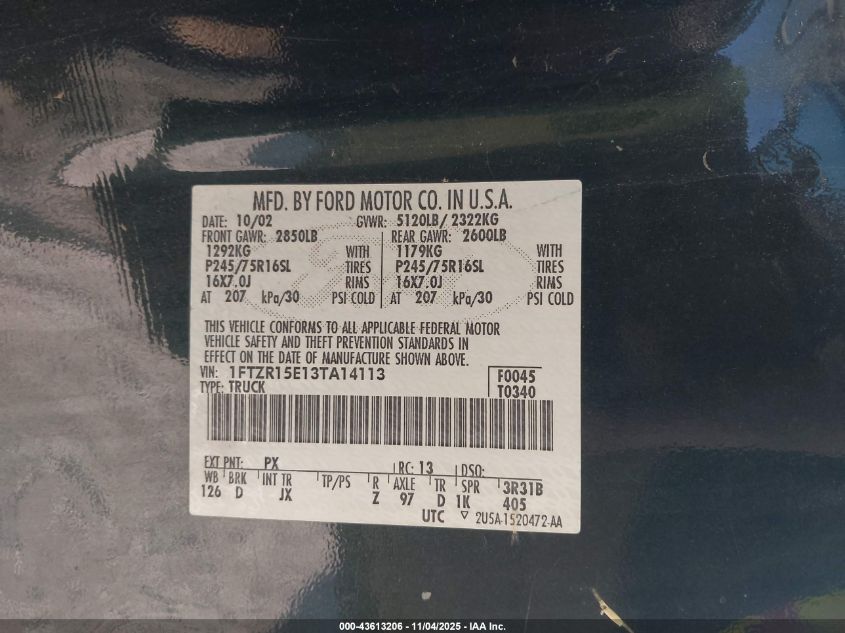 MFD. BY FORD MOTOR CO. IN U.S.A.
DATE: 10/02 GVWR: 5120LB/ 2322KG
FRONT GAWR: 2850LB REAR GAWR: 2600LB
1292KG WITH 1179KG WITH
P245/75R16SL TIRES P245/75R16SL TIRES
16X7.0J RIMS 16X7.0J RIMS
AT 207 kPa/30 PSI COLD AT 207 kPa/30 PSI COLD
THIS VEHICLE CONFORMS TO ALL APPLICABLE FEDERAL MOTOR
VEHICLE SAFETY AND THEFT PREVENTION STANDARDS IN
EFFECT ON THE DATE OF MANUFACTURE SHOWN ABOVE.
VIN: 1FTZR15E13TA14113 F0045
TYPE: TRUCK T0340
EXT PNT: PX RC: 13 DSO:
WB BRK INT TR TP/PS R AXLE TR SPR 3R31B
126 D JX Z 97 D 1K 405
UTC ▽ 2U5A-1520472-AA
000-43613206 - 11/04/2025 - IAA Inc.